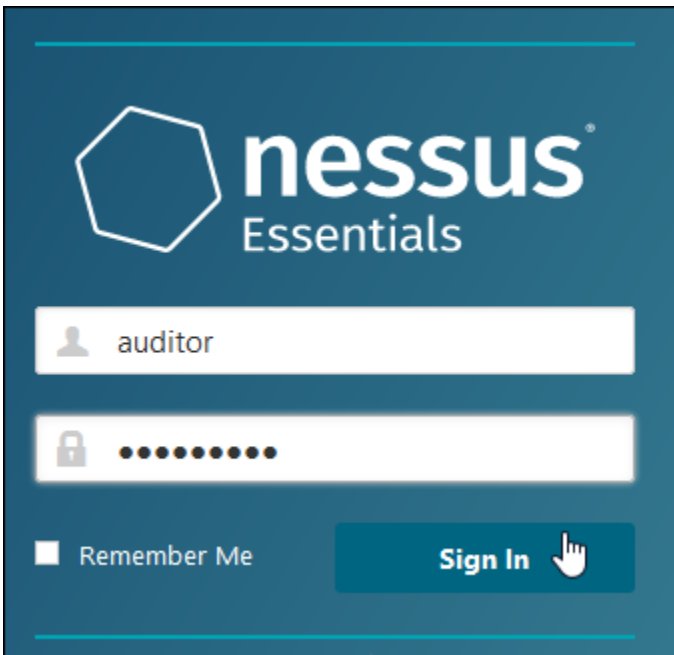 nessus®
Essentials
auditor
•••••••••
Remember Me
Sign In